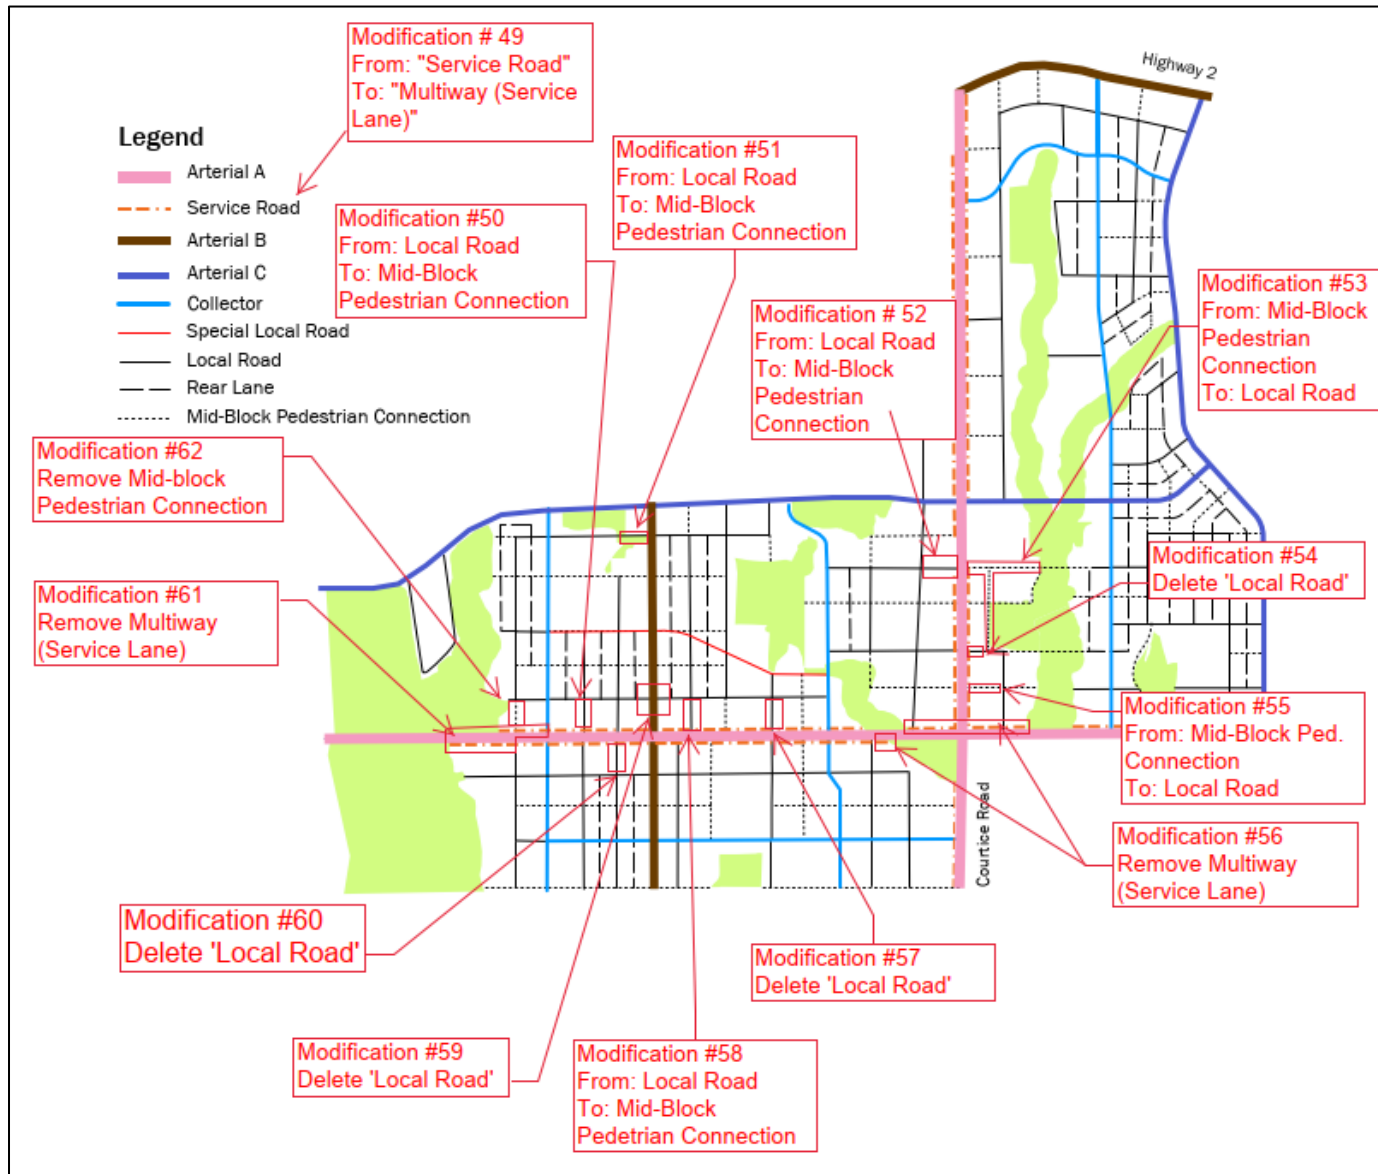 Modification # 49
From: "Service Road"
To: "Multiway (Service
Lane)"
Highway 2
Legend
Arterial A
Service Road
Arterial B
Arterial C
Collector
Special Local Road
Local Road
Rear Lane
Mid-Block Pedestrian Connection
Modification #51
From: Local Road
To: Mid-Block
Pedestrian Connection
Modification #50
From: Local Road
To: Mid-Block
Pedestrian Connection
Modification # 52
From: Local Road
To: Mid-Block
Pedestrian
Connection
Modification #53
From: Mid-Block
Pedestrian
Connection
To: Local Road
Modification #62
Remove Mid-block
Pedestrian Connection
Modification #54
Delete 'Local Road'
Modification #61
Remove Multiway
(Service Lane)
Modification #55
From: Mid-Block Ped.
Connection
To: Local Road
Courtice Road
Modification #56
Remove Multiway
(Service Lane)
Modification #60
Delete 'Local Road'
Modification #57
Delete 'Local Road'
Modification #59
Delete 'Local Road'
Modification #58
From: Local Road
To: Mid-Block
Pedetrian Connection